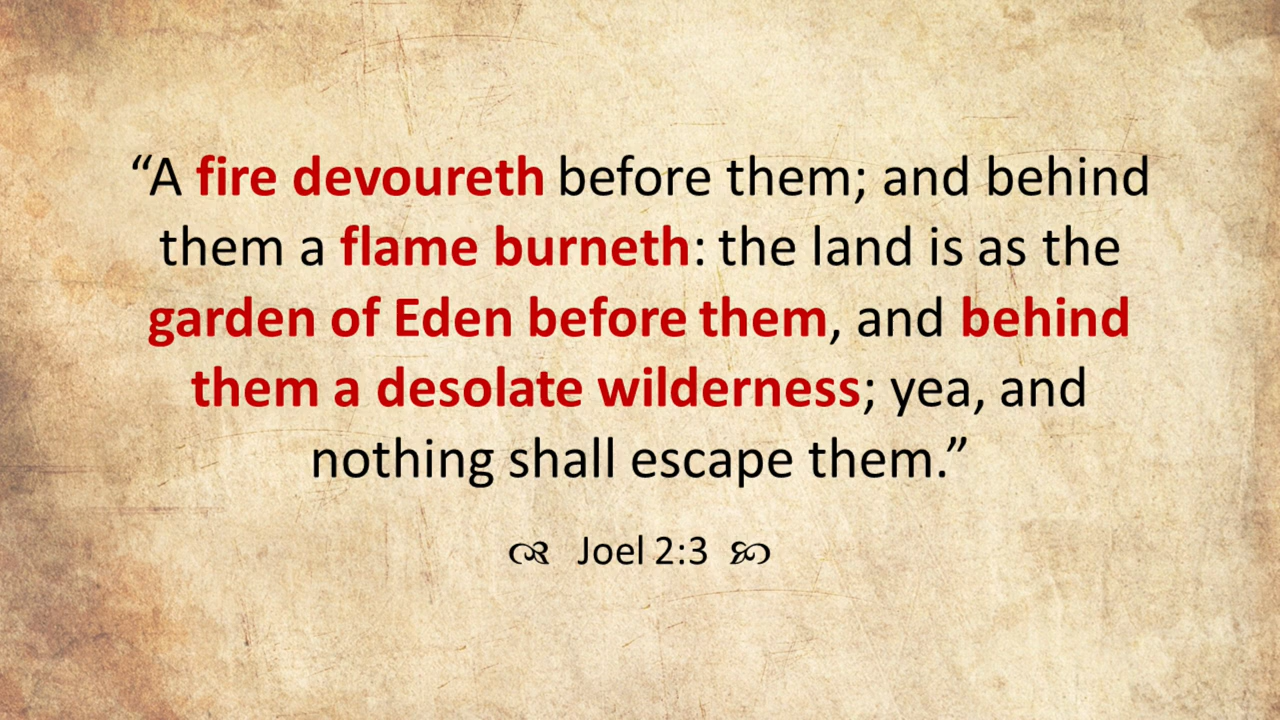 “A fire devoureth before them; and behind
them a flame burneth: the land is as the
garden of Eden before them, and behind
them a desolate wilderness; yea, and
nothing shall escape them.”
Joel 2:3